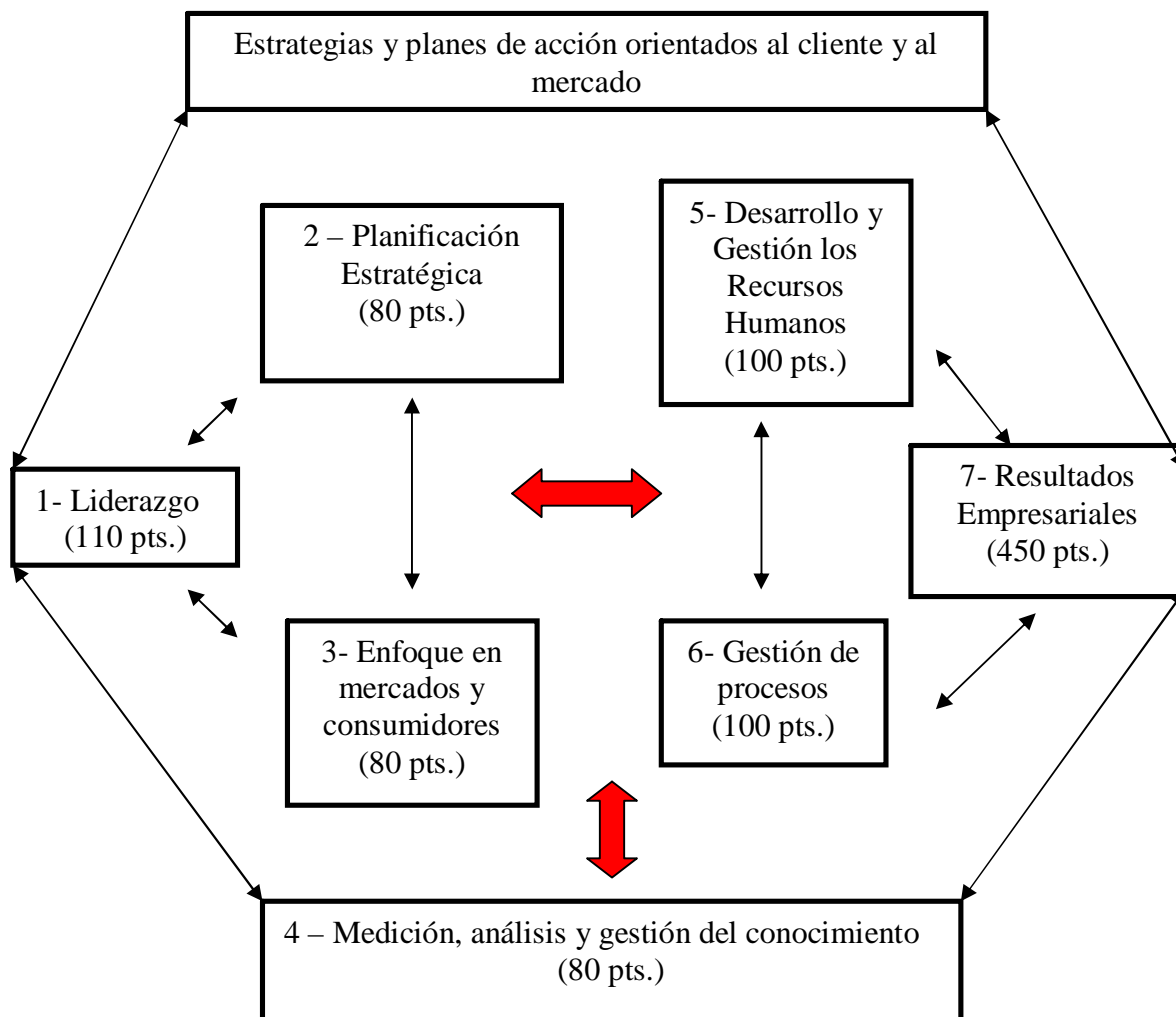 Estrategias y planes de acción orientados al cliente y al
mercado
2 – Planificación
Estratégica
(80 pts.)
5- Desarrollo y
Gestión los
Recursos
Humanos
(100 pts.)
1- Liderazgo
(110 pts.)
7- Resultados
Empresariales
(450 pts.)
3- Enfoque en
mercados y
consumidores
(80 pts.)
6- Gestión de
procesos
(100 pts.)
4 – Medición, análisis y gestión del conocimiento
(80 pts.)